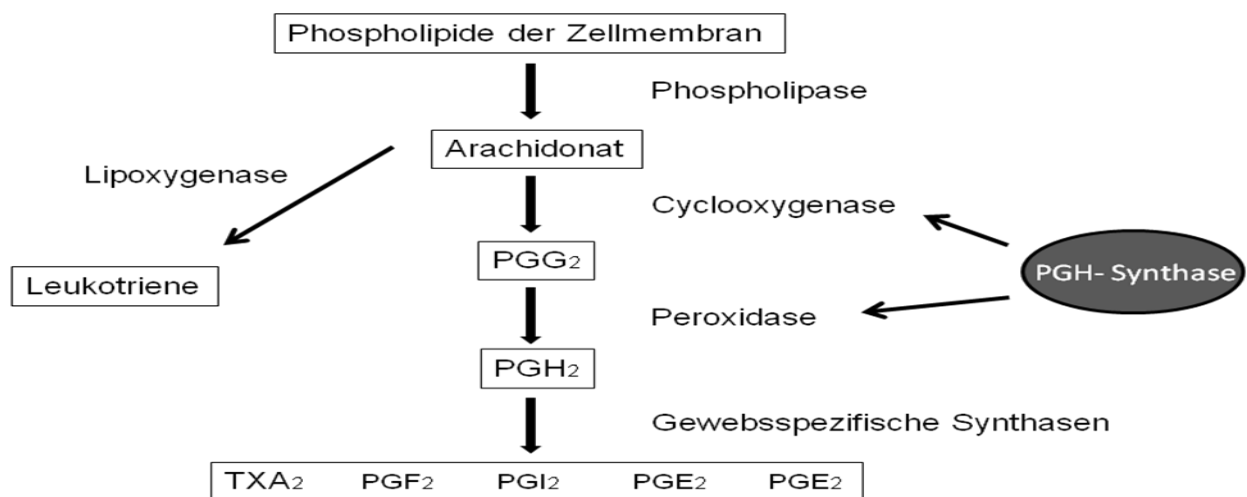 Phospholipide der Zellmembran
Phospholipase
Arachidonat
Lipoxygenase
Cyclooxygenase
PGG2
Leukotriene
PGH- Synthase
Peroxidase
PGH2
Gewebsspezifische Synthasen
TXA2 PGF2 PGI2 PGE2 PGE2